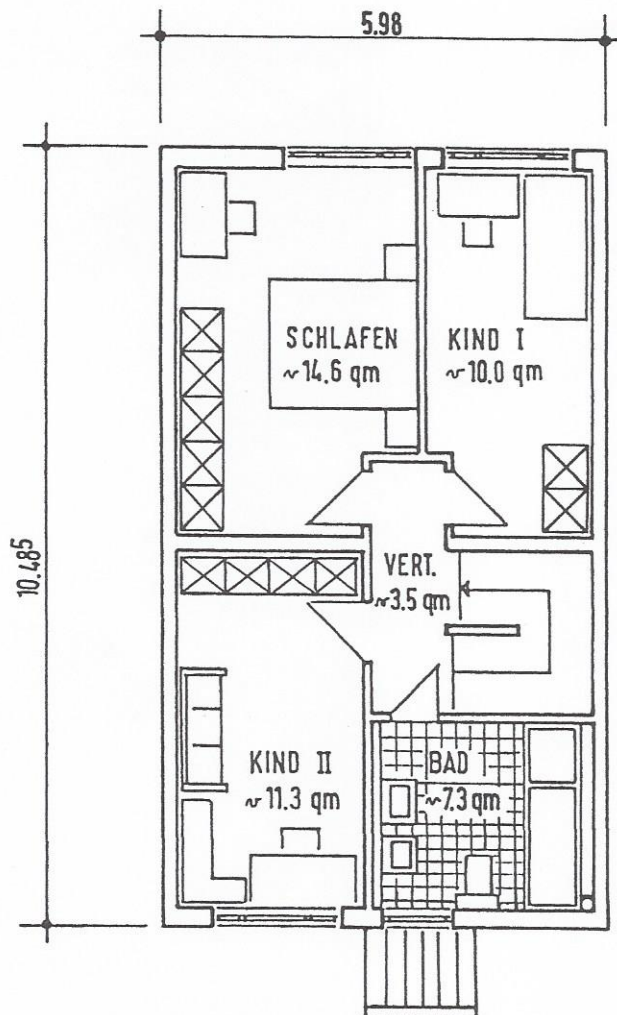 5.98
10.48⁵
SCHLAFEN
~14.6 qm
KIND I
~10.0 qm
VERT.
~3.5 qm
KIND II
~11.3 qm
BAD
~7.3 qm